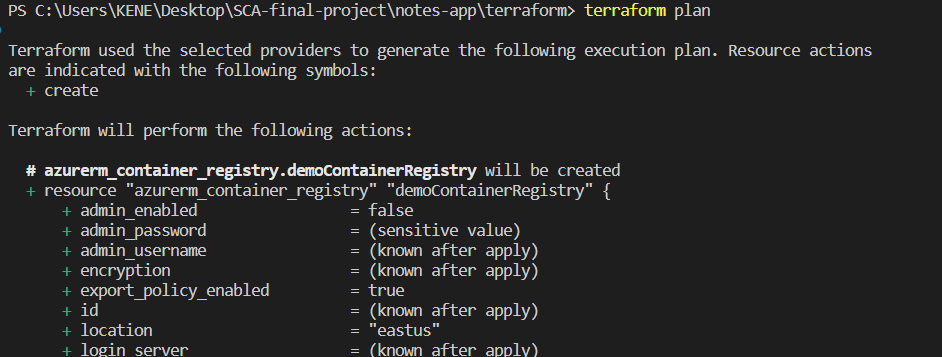 PS C:\Users\KENE\Desktop\SCA-final-project\notes-app\terraform> terraform plan
Terraform used the selected providers to generate the following execution plan. Resource actions
are indicated with the following symbols:
+ create
Terraform will perform the following actions:
# azurerm_container_registry.demoContainerRegistry will be created
+ resource "azurerm_container_registry" "demoContainerRegistry" {
+ admin_enabled = false
+ admin_password = (sensitive value)
+ admin_username = (known after apply)
+ encryption = (known after apply)
+ export_policy_enabled = true
+ id = (known after apply)
+ location = "eastus"
+ login_server = (known after apply)